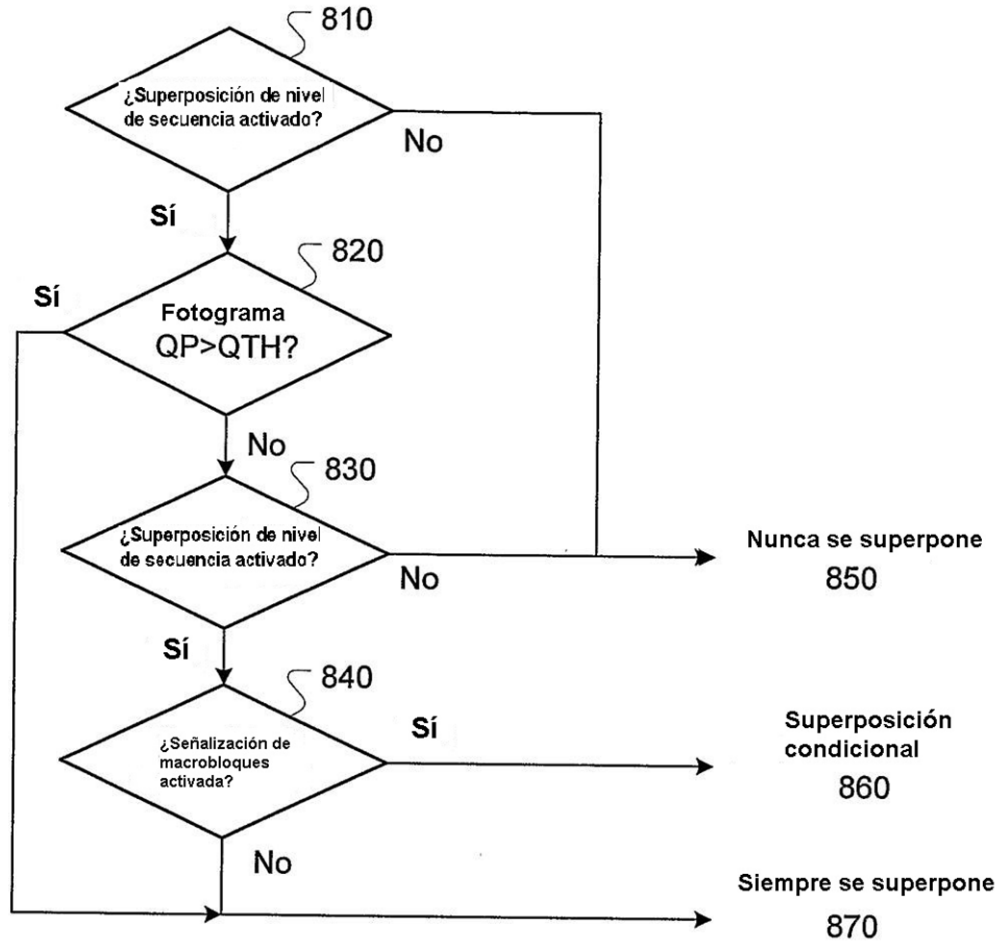 810
¿Superposición de nivel
de secuencia activado?
No
Sí
820
Sí
Fotograma
QP>QTH?
No
830
¿Superposición de nivel
de secuencia activado?
No
Nunca se superpone
850
Sí
840
¿Señalización de
macrobloques
activada?
Sí
Superposición
condicional
860
No
Siempre se superpone
870